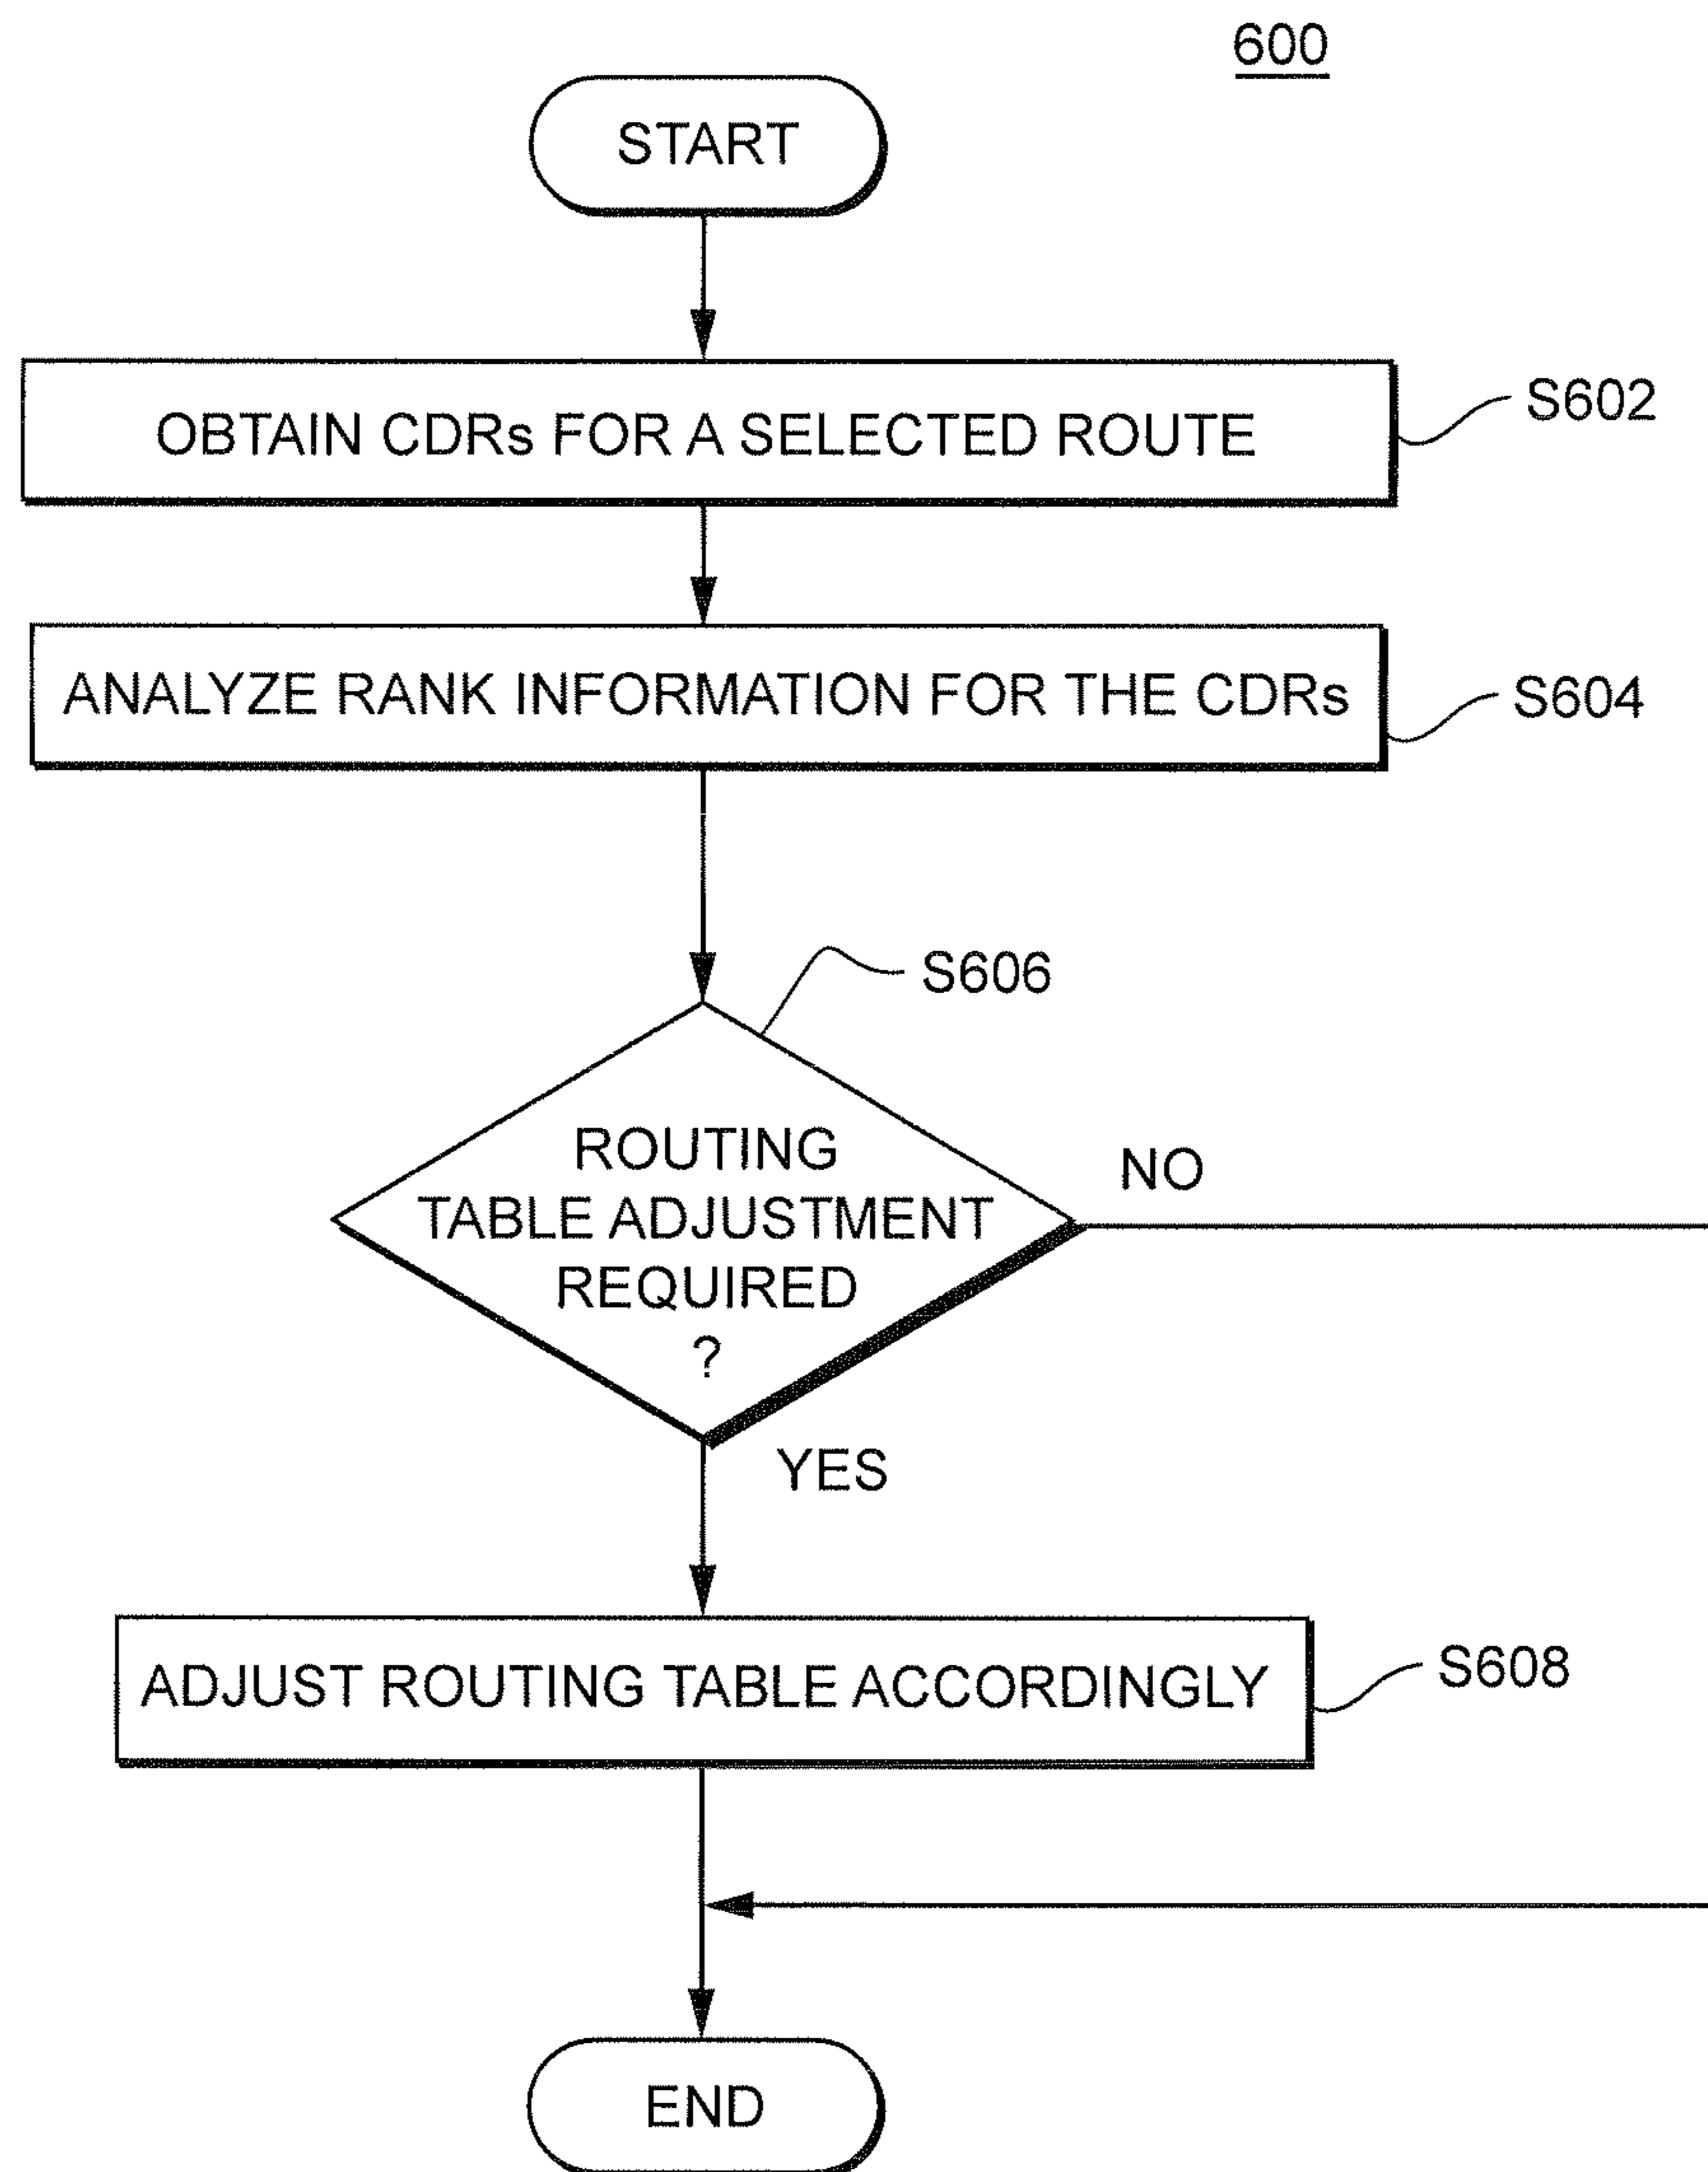 600
START
OBTAIN CDRs FOR A SELECTED ROUTE
S602
ANALYZE RANK INFORMATION FOR THE CDRs
S604
S606
ROUTING
TABLE ADJUSTMENT
REQUIRED
?
NO
YES
ADJUST ROUTING TABLE ACCORDINGLY
S608
END